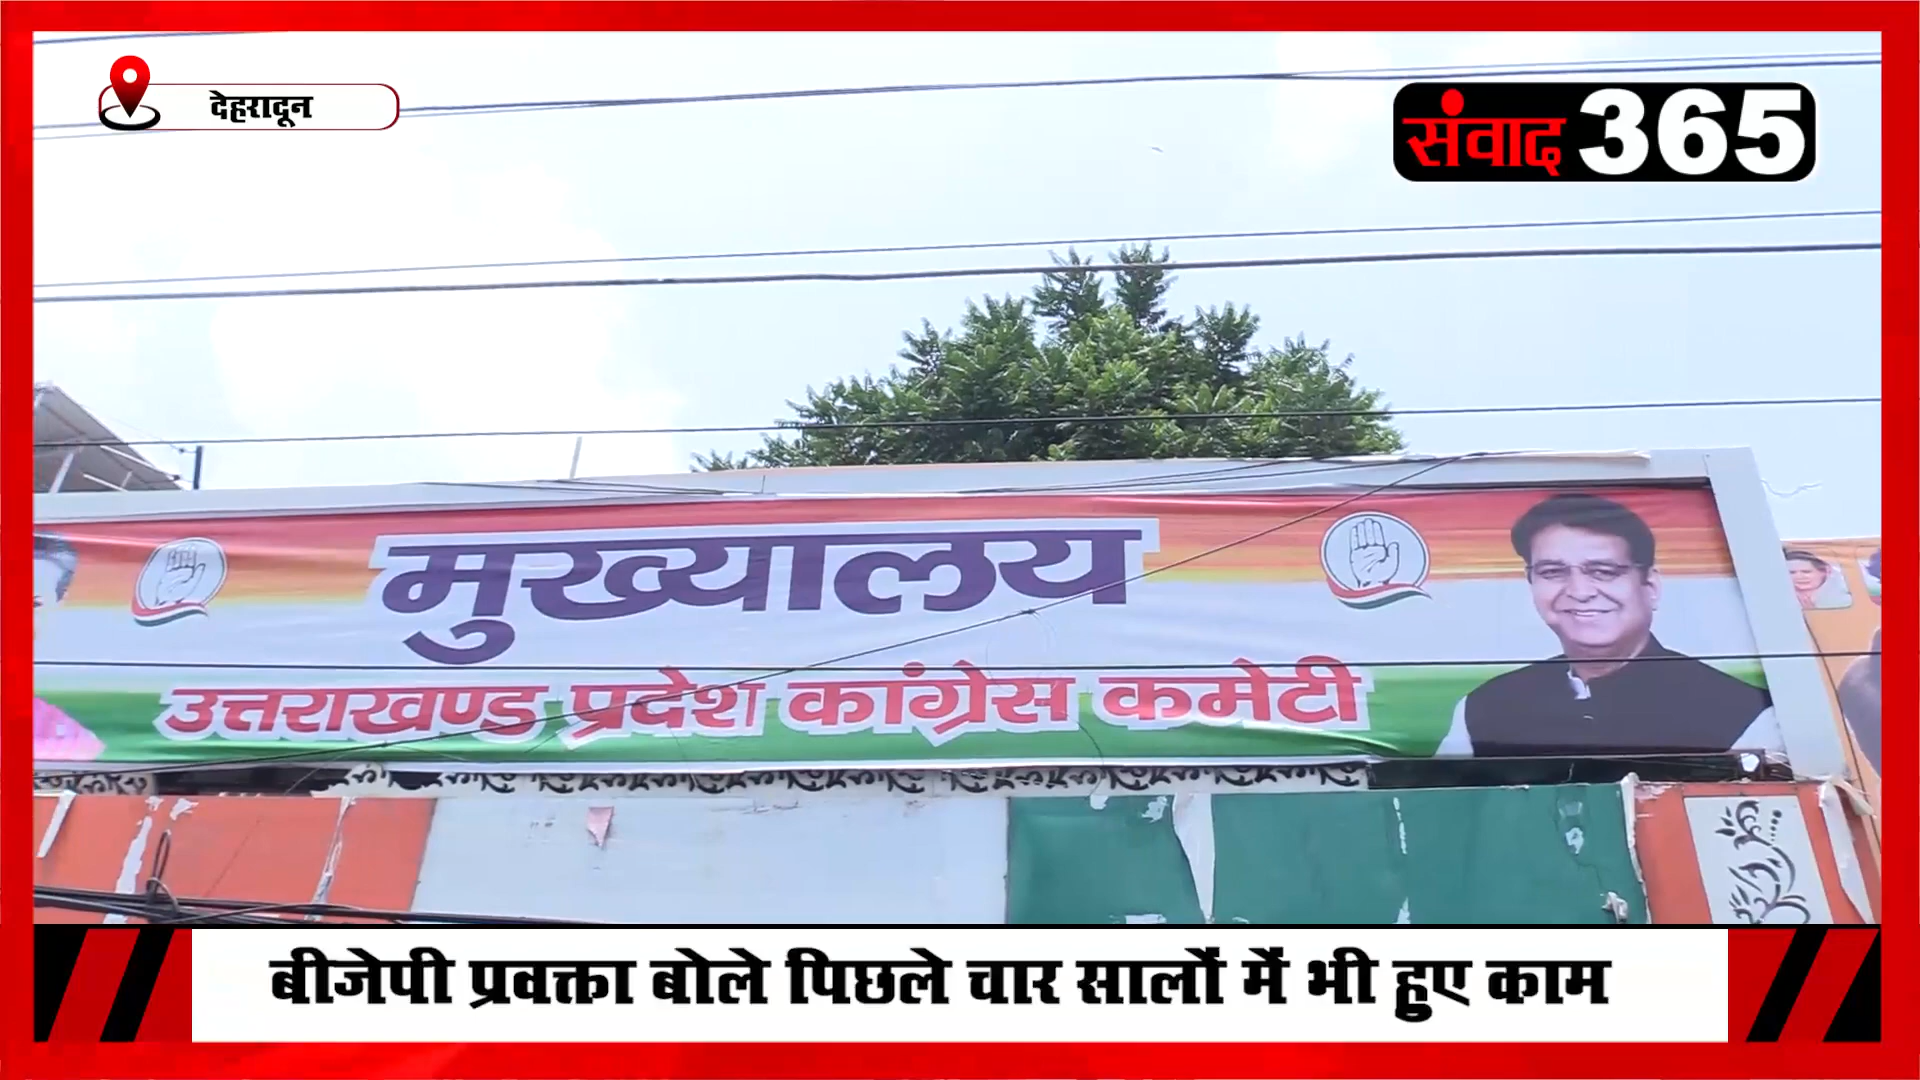 देहरादून
संवाद 365
मुख्यालय
उत्तराखण्ड प्रदेश कांग्रेस कमेटी
बीजेपी प्रवक्ता बोले पिछले चार सालों में भी हुए काम